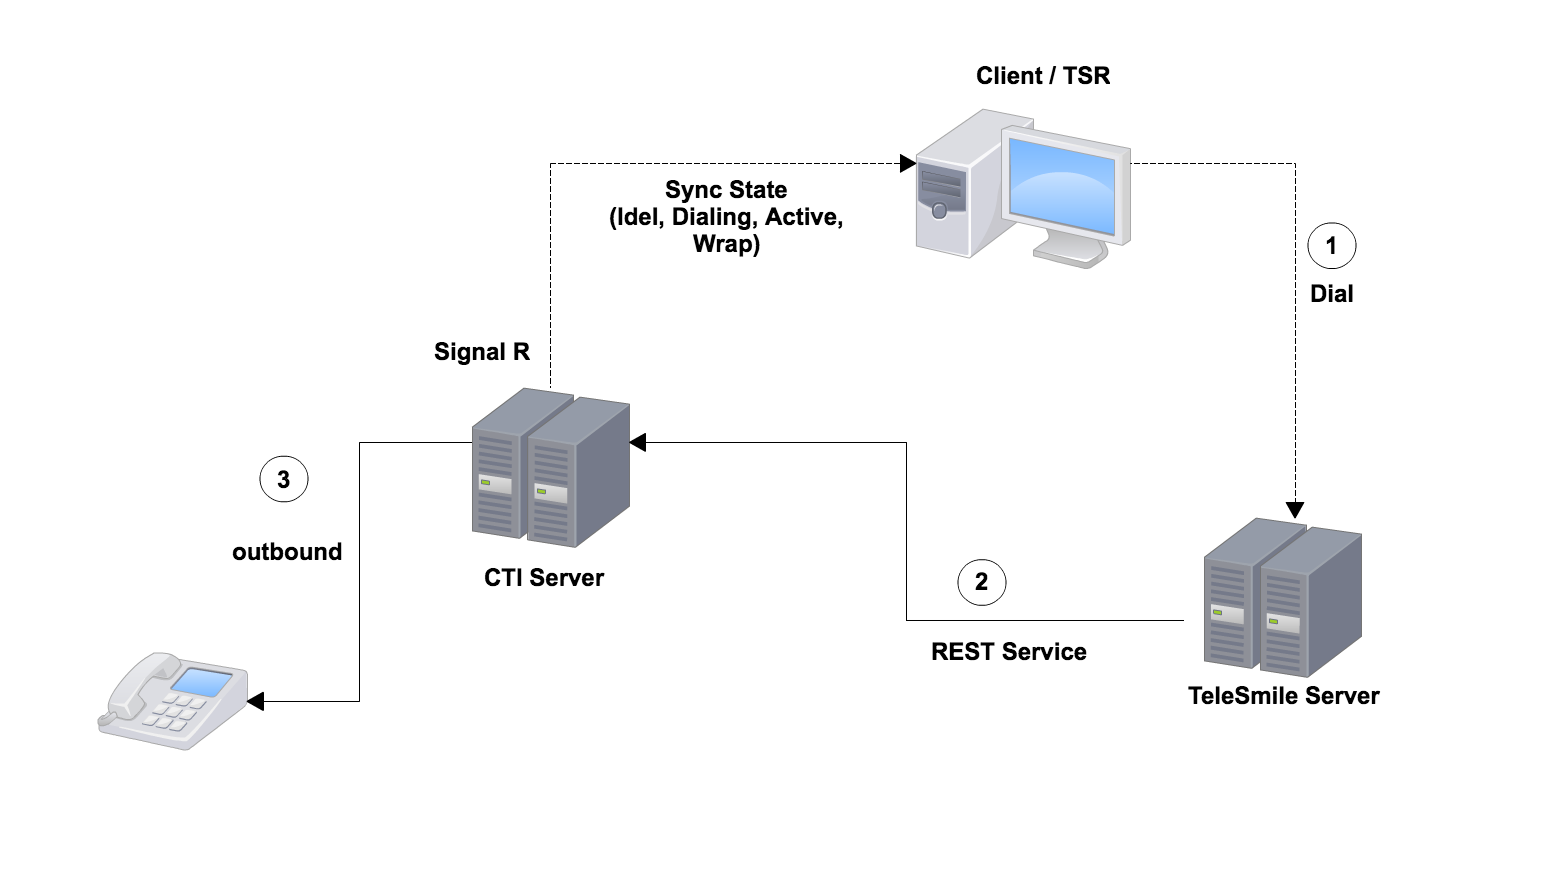 Client / TSR
Sync State
(Idel, Dialing, Active,
Wrap)
1
Dial
Signal R
3
outbound
CTI Server
2
REST Service
TeleSmile Server